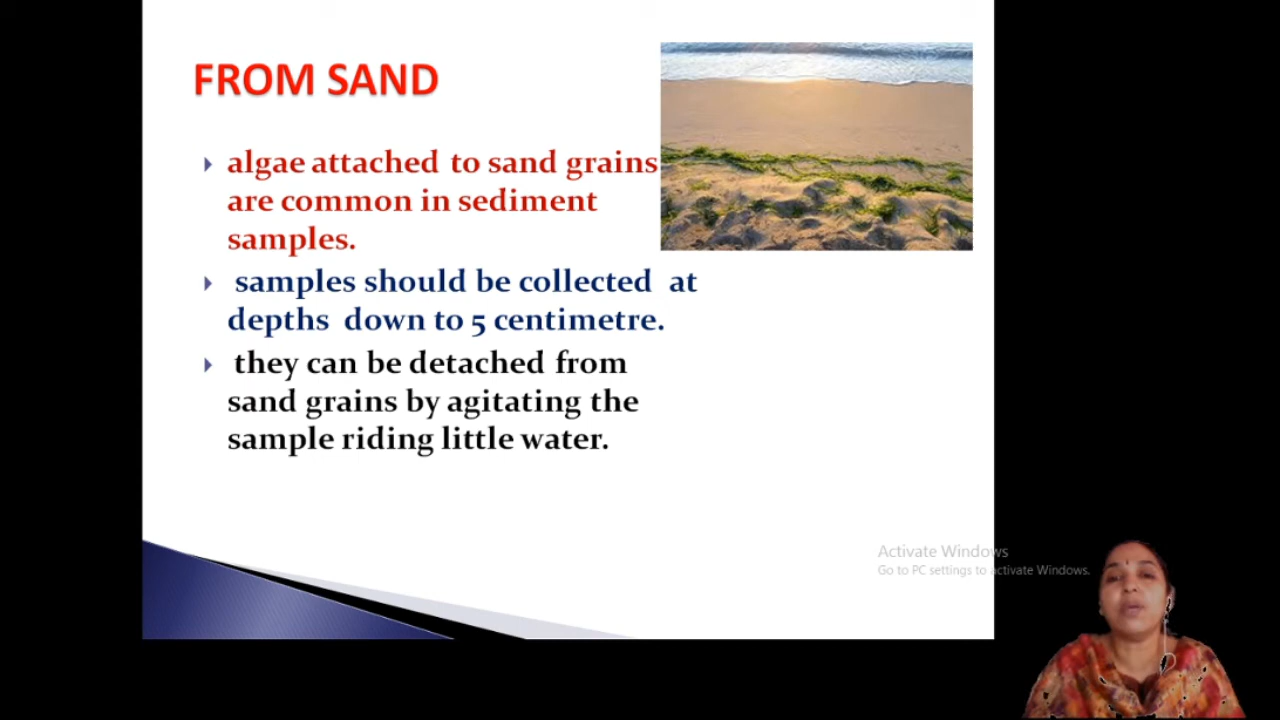 FROM SAND
algae attached to sand grains
are common in sediment
samples.
samples should be collected at
depths down to 5 centimetre.
they can be detached from
sand grains by agitating the
sample riding little water.
Activate Windows
Go to PC settings to activate Windows.